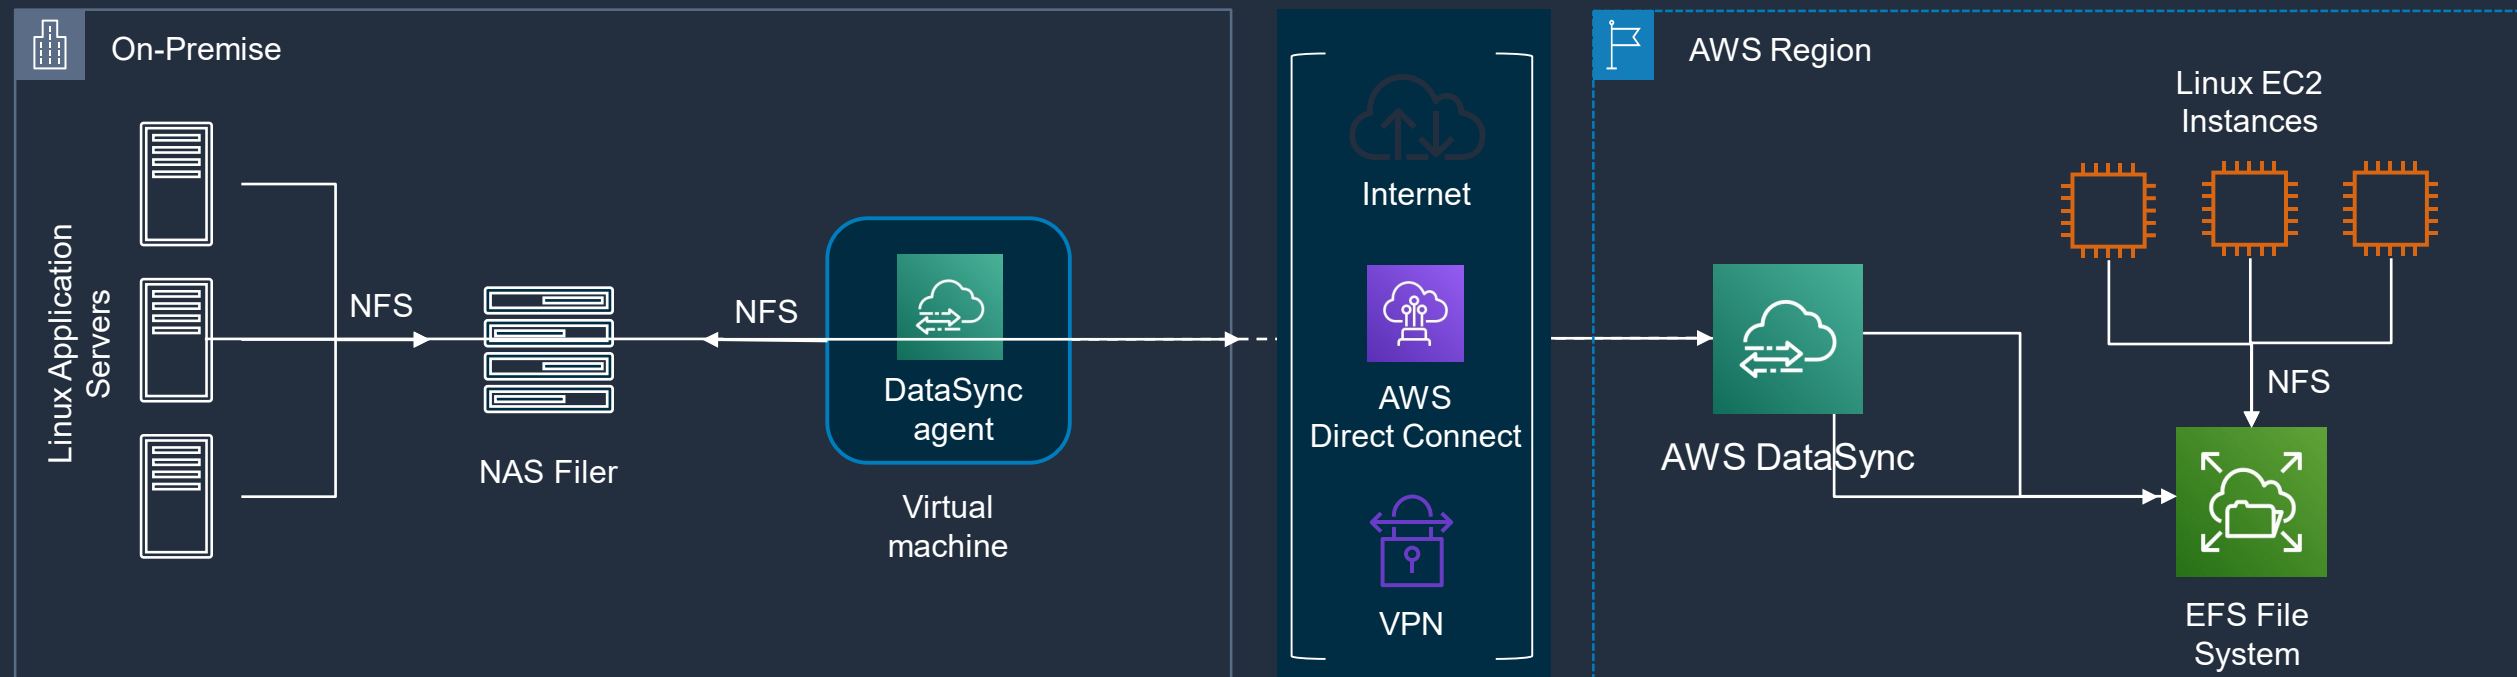 On-Premise
Linux Application
Servers
NFS
NAS Filer
NFS
DataSync
agent
Virtual
machine
Internet
AWS
Direct Connect
VPN
AWS Region
AWS DataSync
Linux EC2
Instances
NFS
EFS File
System